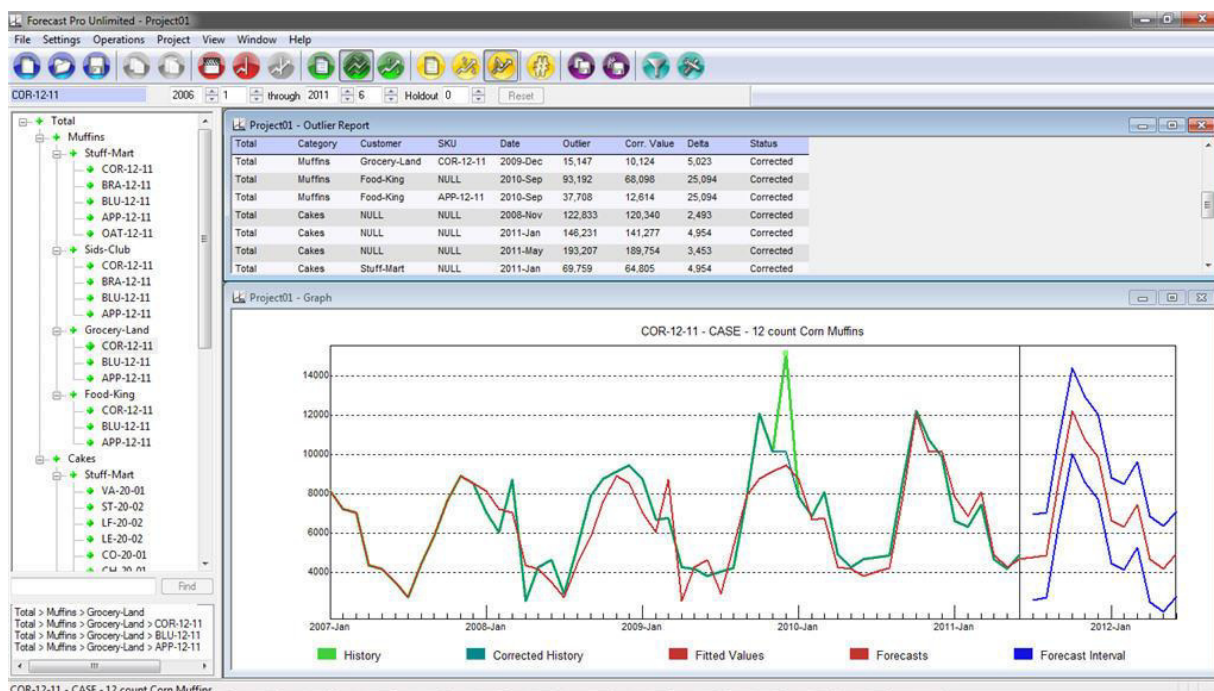 Forecast Pro Unlimited - Project01
File Settings Operations Project View Window Help
COR-12-11 2006 1 through 2011 6 Holdout 0 Reset
Total
Muffins
Stuff-Mart
COR-12-11
BRA-12-11
BLU-12-11
APP-12-11
OAT-12-11
Sids-Club
COR-12-11
BRA-12-11
BLU-12-11
APP-12-11
Grocery-Land
COR-12-11
BLU-12-11
APP-12-11
Food-King
COR-12-11
BLU-12-11
APP-12-11
Cakes
Stuff-Mart
VA-20-01
ST-20-02
LF-20-02
LE-20-02
CO-20-01
CH-20-01
Find
Total > Muffins > Grocery-Land
Total > Muffins > Grocery-Land > COR-12-11
Total > Muffins > Grocery-Land > BLU-12-11
Total > Muffins > Grocery-Land > APP-12-11
Project01 - Outlier Report
Total Category Customer SKU Date Outlier Corr. Value Delta Status
Total Muffins Grocery-Land COR-12-11 2009-Dec 15,147 10,124 5,023 Corrected
Total Muffins Food-King NULL 2010-Sep 93,192 68,098 25,094 Corrected
Total Muffins Food-King APP-12-11 2010-Sep 37,708 12,614 25,094 Corrected
Total Cakes NULL NULL 2008-Nov 122,833 120,340 2,493 Corrected
Total Cakes NULL NULL 2011-Jan 146,231 141,277 4,954 Corrected
Total Cakes NULL NULL 2011-May 193,207 189,754 3,453 Corrected
Total Cakes Stuff-Mart NULL 2011-Jan 69,759 64,805 4,954 Corrected
Project01 - Graph
COR-12-11 - CASE - 12 count Corn Muffins
14000
12000
10000
8000
6000
4000
2007-Jan 2008-Jan 2009-Jan 2010-Jan 2011-Jan 2012-Jan
History Corrected History Fitted Values Forecasts Forecast Interval
COR-12-11 - CASE - 12 count Corn Muffins